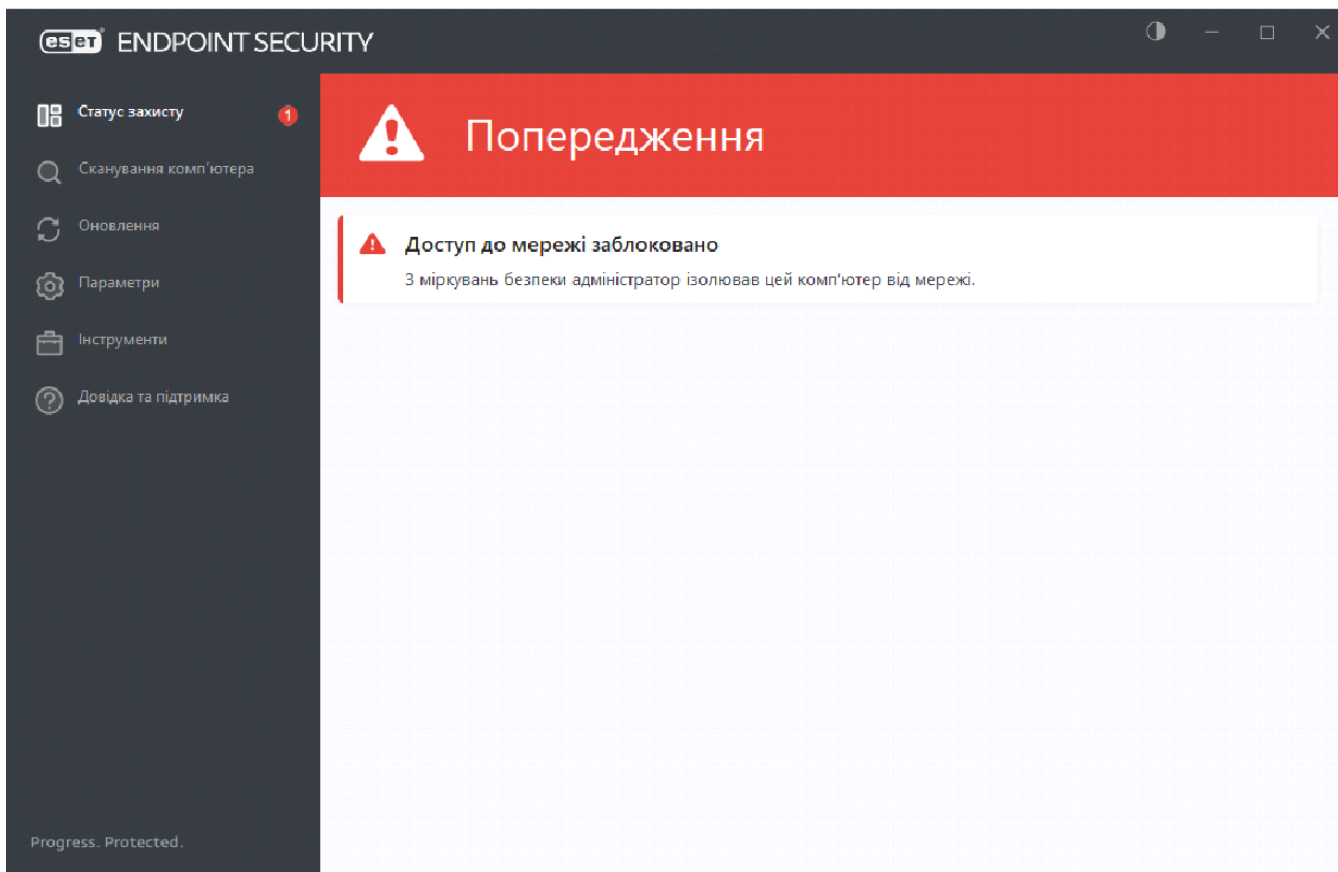 eset ENDPOINT SECURITY
Статус захисту
1
Сканування комп'ютера
Оновлення
Параметри
Інструменти
Довідка та підтримка
Progress. Protected.
Попередження
Доступ до мережі заблоковано
З міркувань безпеки адміністратор ізолював цей комп'ютер від мережі.